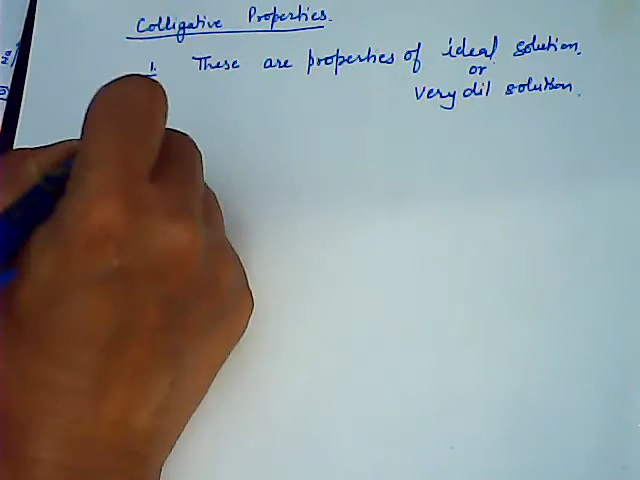 Colligative Properties.
1. These are properties of ideal solution.
or
very dil solution.